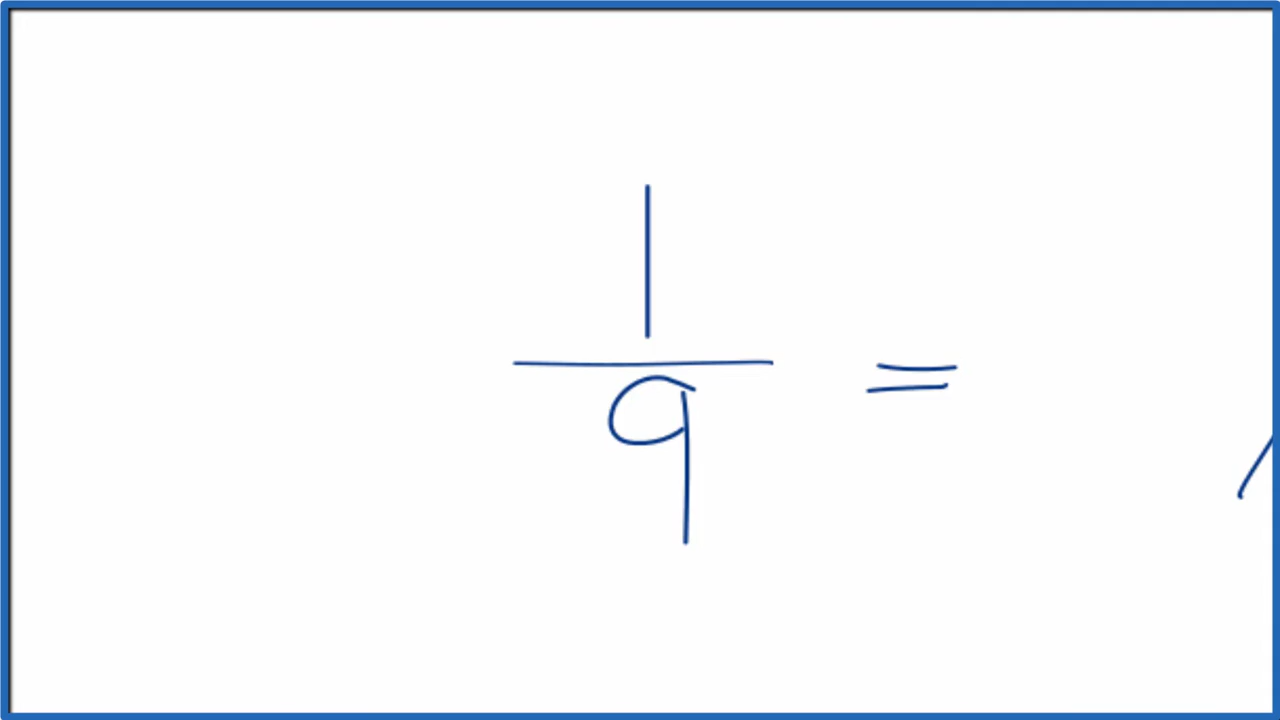 1/9 =